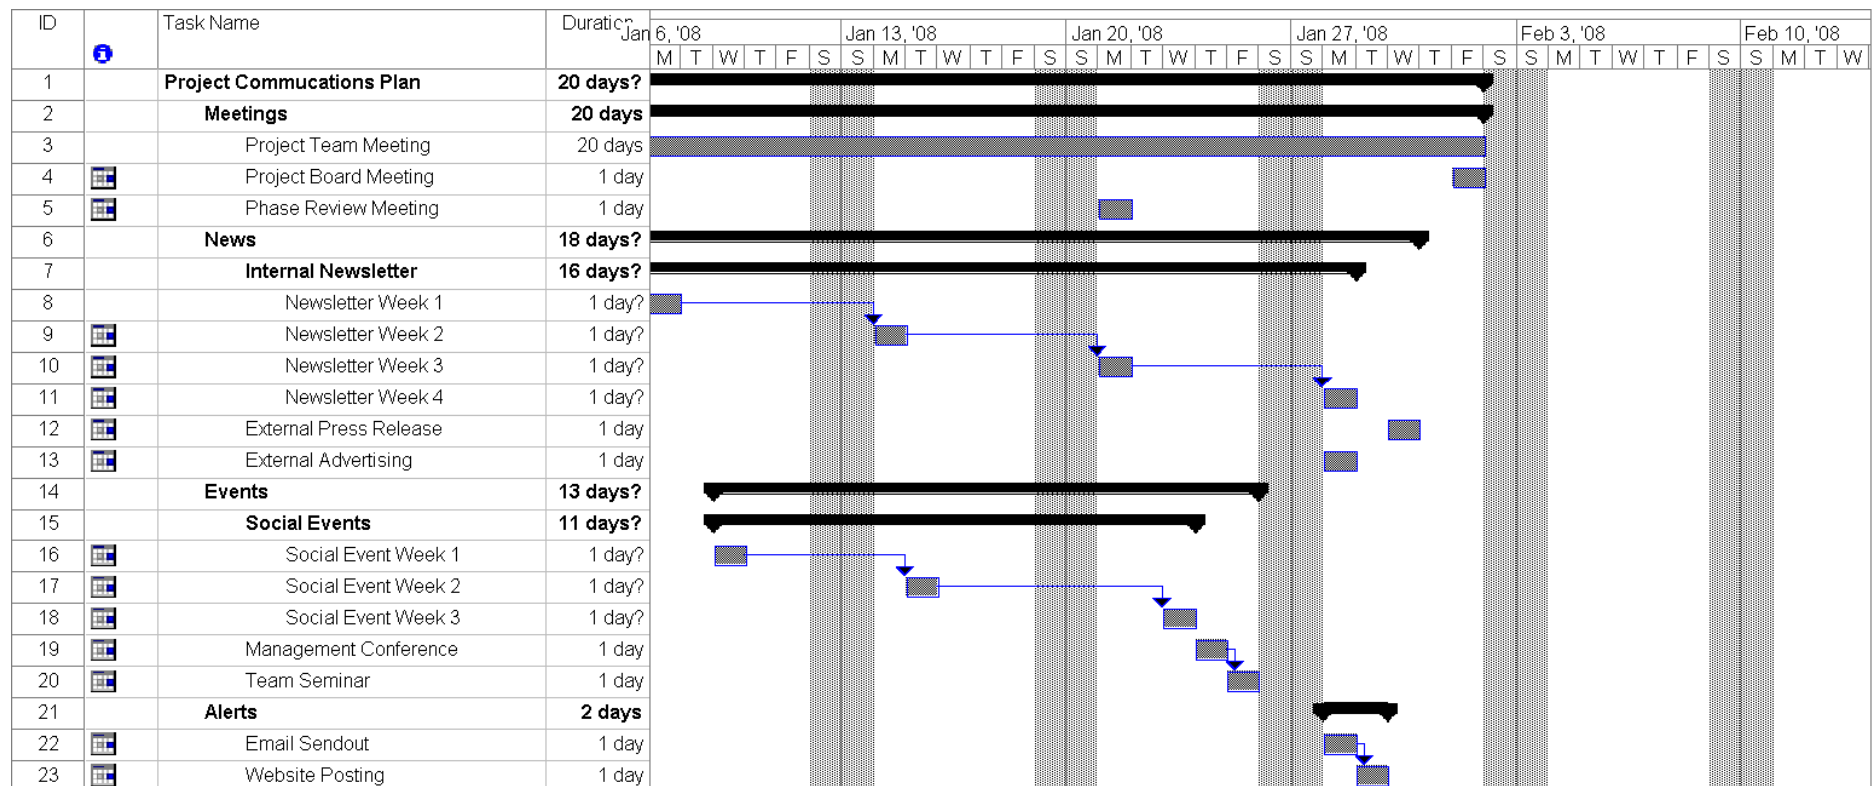 ID Task Name Duration Jan 6, '08 Jan 13, '08 Jan 20, '08 Jan 27, '08 Feb 3, '08 Feb 10, '08
M T W T F S S M T W T F S S M T W T F S S M T W T F S S M T W T F S S M T W
1 Project Commucations Plan 20 days?
2 Meetings 20 days
3 Project Team Meeting 20 days
4 Project Board Meeting 1 day
5 Phase Review Meeting 1 day
6 News 18 days?
7 Internal Newsletter 16 days?
8 Newsletter Week 1 1 day?
9 Newsletter Week 2 1 day?
10 Newsletter Week 3 1 day?
11 Newsletter Week 4 1 day?
12 External Press Release 1 day
13 External Advertising 1 day
14 Events 13 days?
15 Social Events 11 days?
16 Social Event Week 1 1 day?
17 Social Event Week 2 1 day?
18 Social Event Week 3 1 day?
19 Management Conference 1 day
20 Team Seminar 1 day
21 Alerts 2 days
22 Email Sendout 1 day
23 Website Posting 1 day